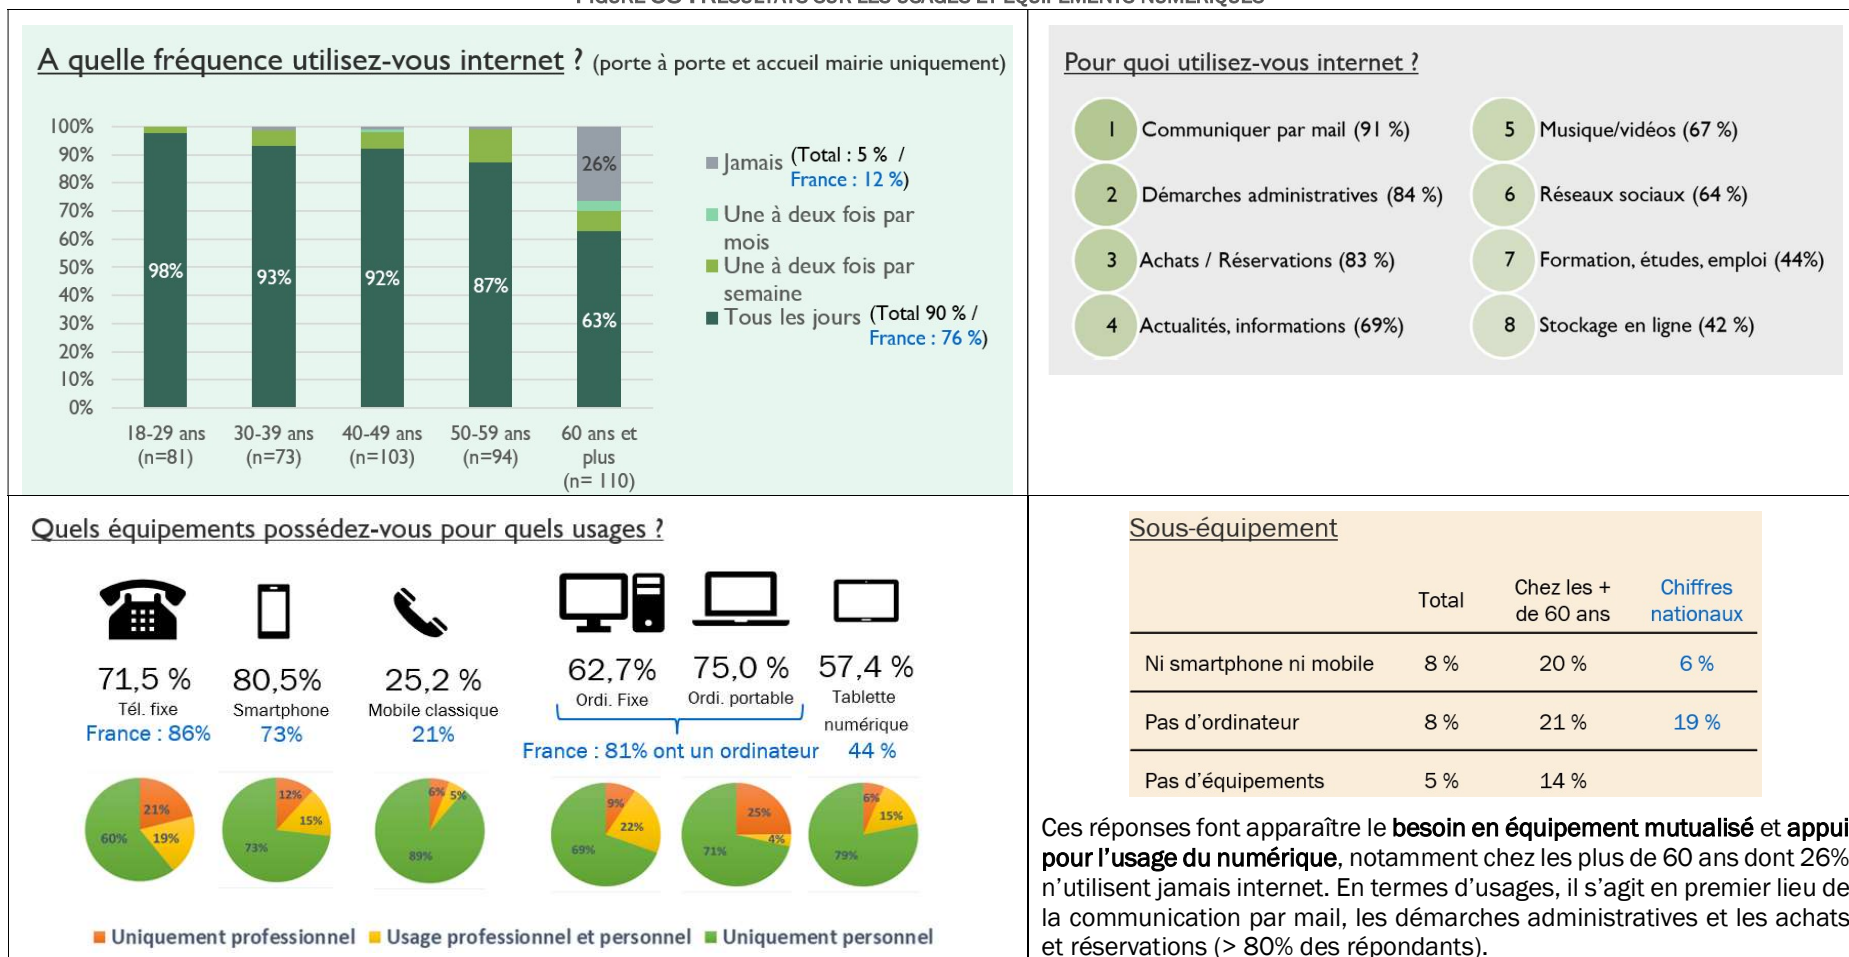 FIGURE 33 : RESULTATS SUR LES USAGES ET EQUIPEMENTS NUMERIQUES
A quelle fréquence utilisez-vous internet ? (porte à porte et accueil mairie uniquement)
100%
90%
80%
70%
60%
50%
40%
30%
20%
10%
0%
98%
93%
92%
87%
63%
26%
18-29 ans
(n=81)
30-39 ans
(n=73)
40-49 ans
(n=103)
50-59 ans
(n=94)
60 ans et
plus
(n= 110)
Jamais (Total : 5 % /
France : 12 %)
Une à deux fois par
mois
Une à deux fois par
semaine
Tous les jours (Total 90 % /
France : 76 %)
Pour quoi utilisez-vous internet ?
1 Communiquer par mail (91 %)
2 Démarches administratives (84 %)
3 Achats / Réservations (83 %)
4 Actualités, informations (69%)
5 Musique/vidéos (67 %)
6 Réseaux sociaux (64 %)
7 Formation, études, emploi (44%)
8 Stockage en ligne (42 %)
Quels équipements possédez-vous pour quels usages ?
71,5 %
Tél. fixe
France : 86%
80,5%
Smartphone
73%
25,2 %
Mobile classique
21%
62,7%
Ordi. Fixe
75,0 %
Ordi. portable
France : 81% ont un ordinateur
57,4 %
Tablette
numérique
44 %
21%
19%
60%
12%
15%
73%
6%
5%
89%
9%
22%
69%
25%
4%
71%
6%
15%
79%
Uniquement professionnel Usage professionnel et personnel Uniquement personnel
Sous-équipement
Total
Chez les +
de 60 ans
Chiffres
nationaux
Ni smartphone ni mobile 8 % 20 % 6 %
Pas d'ordinateur 8 % 21 % 19 %
Pas d'équipements 5 % 14 %
Ces réponses font apparaître le besoin en équipement mutualisé et appui
pour l'usage du numérique, notamment chez les plus de 60 ans dont 26%
n'utilisent jamais internet. En termes d'usages, il s'agit en premier lieu de
la communication par mail, les démarches administratives et les achats
et réservations (> 80% des répondants).